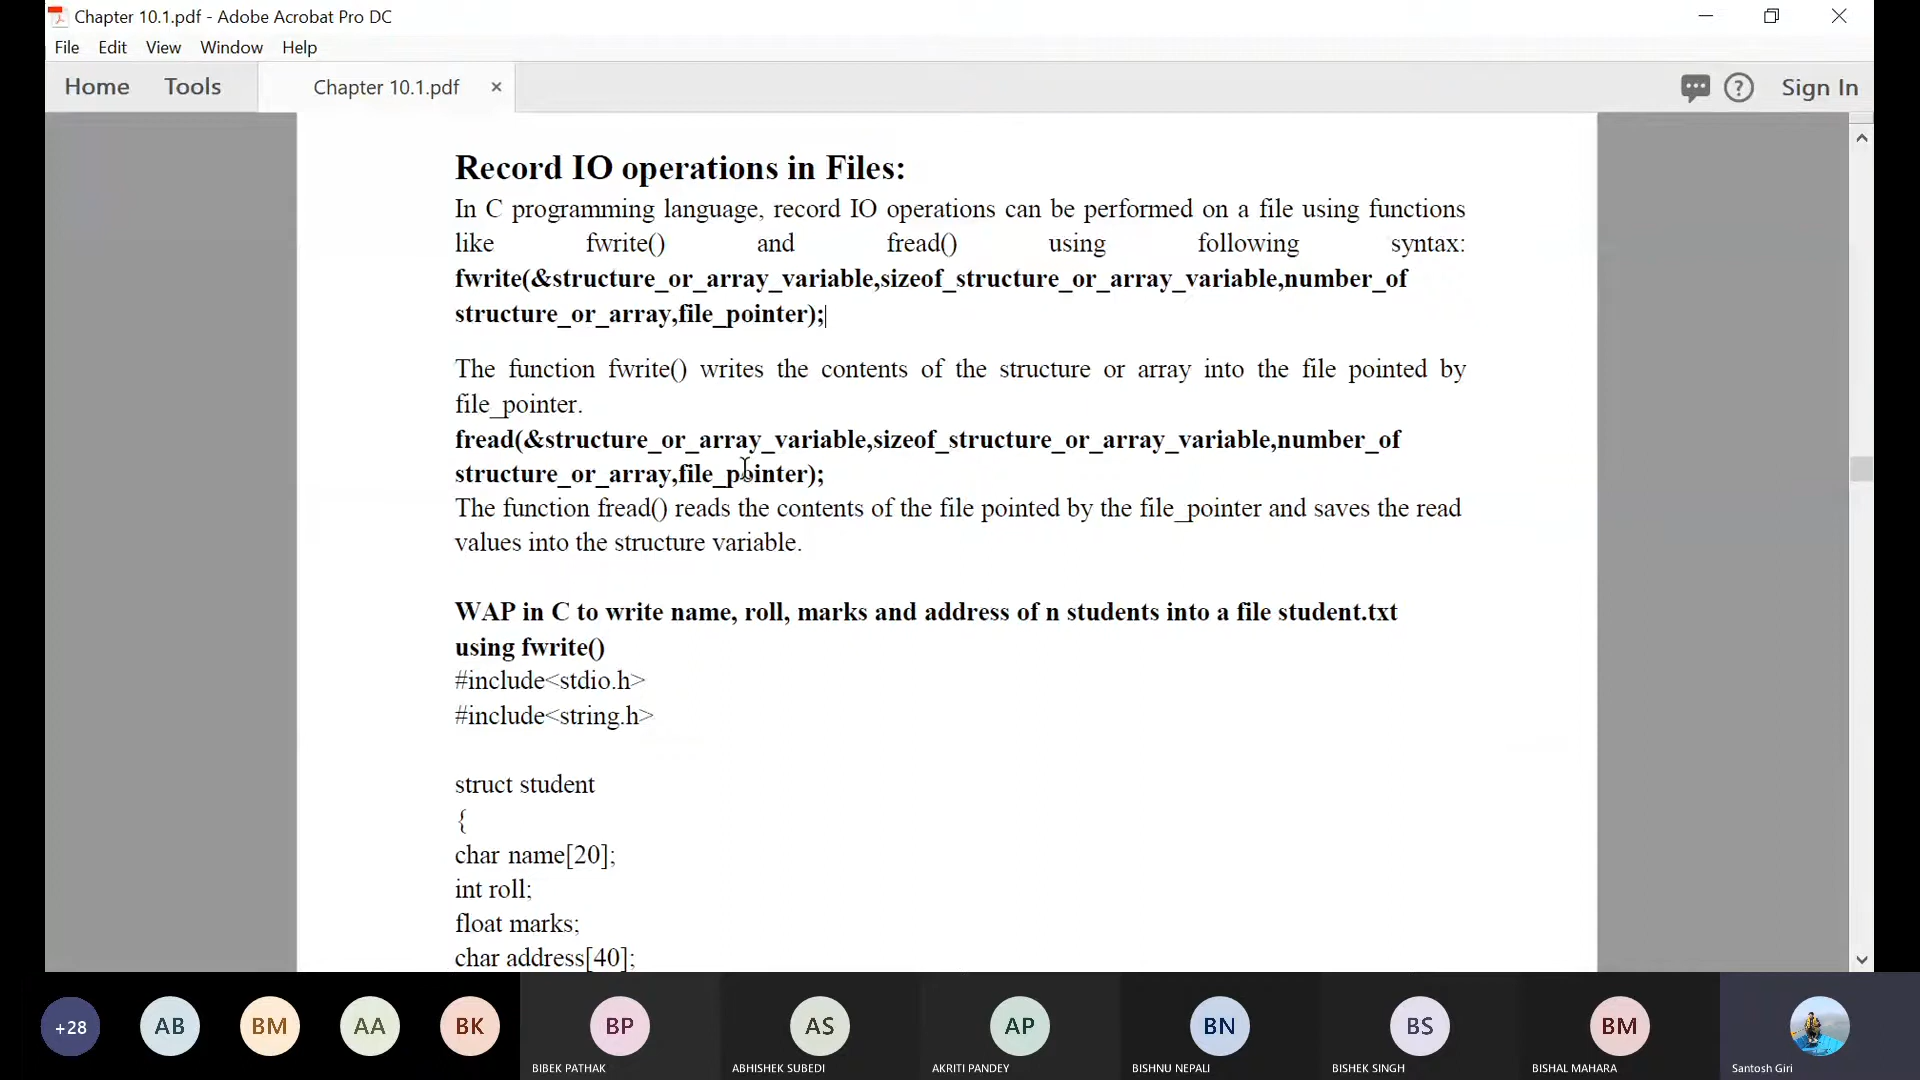 Chapter 10.1.pdf - Adobe Acrobat Pro DC
File Edit View Window Help
Home Tools Chapter 10.1.pdf × Sign In
Record IO operations in Files:
In C programming language, record IO operations can be performed on a file using functions
like fwrite() and fread() using following syntax:
fwrite(&structure_or_array_variable,sizeof_structure_or_array_variable,number_of
structure_or_array,file_pointer);
The function fwrite() writes the contents of the structure or array into the file pointed by
file_pointer.
fread(&structure_or_array_variable,sizeof_structure_or_array_variable,number_of
structure_or_array,file_pointer);
The function fread() reads the contents of the file pointed by the file_pointer and saves the read
values into the structure variable.
WAP in C to write name, roll, marks and address of n students into a file student.txt
using fwrite()
#include<stdio.h>
#include<string.h>
struct student
{
char name[20];
int roll;
float marks;
char address[40];
+28 AB BM AA BK BP AS AP BN BS BM
BIBEK PATHAK ABHISHEK SUBEDI AKRITI PANDEY BISHNU NEPALI BISHEK SINGH BISHAL MAHARA Santosh Giri